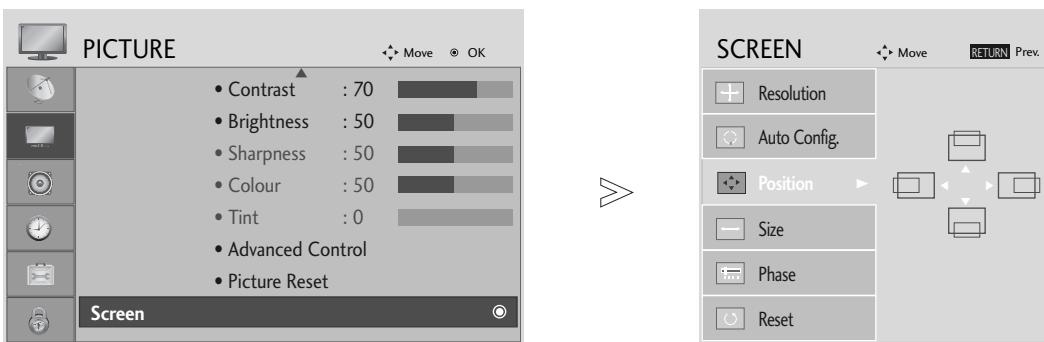 PICTURE
Move OK
• Contrast : 70
• Brightness : 50
• Sharpness : 50
• Colour : 50
• Tint : 0
• Advanced Control
• Picture Reset
Screen
SCREEN
Move RETURN Prev.
Resolution
Auto Config.
Position
Size
Phase
Reset